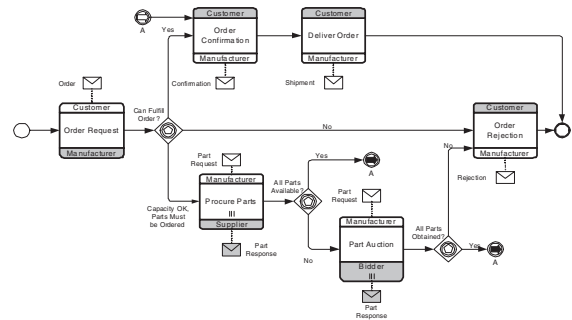 Customer
Order
Confirmation
Manufacturer
A
Yes
Customer
Deliver Order
Manufacturer
Confirmation
Shipment
Order
Customer
Order Request
Manufacturer
Can Fulfill
Order?
No
Customer
Order
Rejection
Manufacturer
Rejection
Capacity OK,
Parts Must
be Ordered
Part
Request
Manufacturer
Procure Parts
Supplier
Part
Response
All Parts
Available?
Yes
A
No
Part
Request
Manufacturer
Part Auction
Bidder
Part
Response
All Parts
Obtained?
No
Yes
A